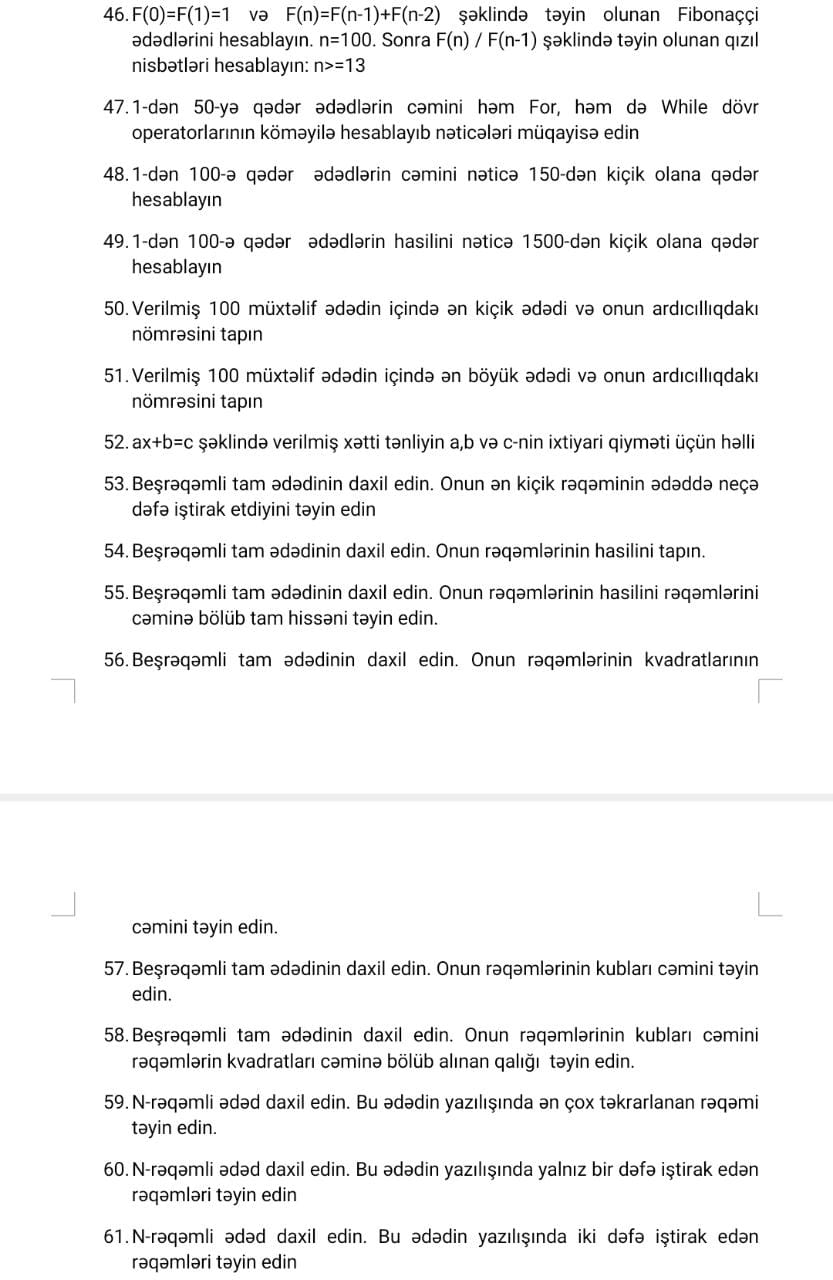 46. F(0)=F(1)=1 və F(n)=F(n-1)+F(n-2) şəklində təyin olunan Fibonaççi
ədədlərini hesablayın. n=100. Sonra F(n) / F(n-1) şəklində təyin olunan qızıl
nisbətləri hesablayın: n>=13
47. 1-dən 50-yə qədər ədədlərin cəmini həm For, həm də While dövr
operatorlarının köməyilə hesablayıb nəticələri müqayisə edin
48. 1-dən 100-ə qədər ədədlərin cəmini nəticə 150-dən kiçik olana qədər
hesablayın
49. 1-dən 100-ə qədər ədədlərin hasilini nəticə 1500-dən kiçik olana qədər
hesablayın
50. Verilmiş 100 müxtəlif ədədin içində ən kiçik ədədi və onun ardıcıllıqdakı
nömrəsini tapın
51. Verilmiş 100 müxtəlif ədədin içində ən böyük ədədi və onun ardıcıllıqdakı
nömrəsini tapın
52. ax+b=c şəklində verilmiş xətti tənliyin a,b və c-nin ixtiyari qiyməti üçün həlli
53. Beşrəqəmli tam ədədinin daxil edin. Onun ən kiçik rəqəminin ədəddə neçə
dəfə iştirak etdiyini təyin edin
54. Beşrəqəmli tam ədədinin daxil edin. Onun rəqəmlərinin hasilini tapın.
55. Beşrəqəmli tam ədədinin daxil edin. Onun rəqəmlərinin hasilini rəqəmlərini
cəminə bölüb tam hissəni təyin edin.
56. Beşrəqəmli tam ədədinin daxil edin. Onun rəqəmlərinin kvadratlarının
cəmini təyin edin.
57. Beşrəqəmli tam ədədinin daxil edin. Onun rəqəmlərinin kubları cəmini təyin
edin.
58. Beşrəqəmli tam ədədinin daxil edin. Onun rəqəmlərinin kubları cəmini
rəqəmlərin kvadratları cəminə bölüb alınan qalığı təyin edin.
59. N-rəqəmli ədəd daxil edin. Bu ədədin yazılışında ən çox təkrarlanan rəqəmi
təyin edin.
60. N-rəqəmli ədəd daxil edin. Bu ədədin yazılışında yalnız bir dəfə iştirak edən
rəqəmləri təyin edin
61. N-rəqəmli ədəd daxil edin. Bu ədədin yazılışında iki dəfə iştirak edən
rəqəmləri təyin edin